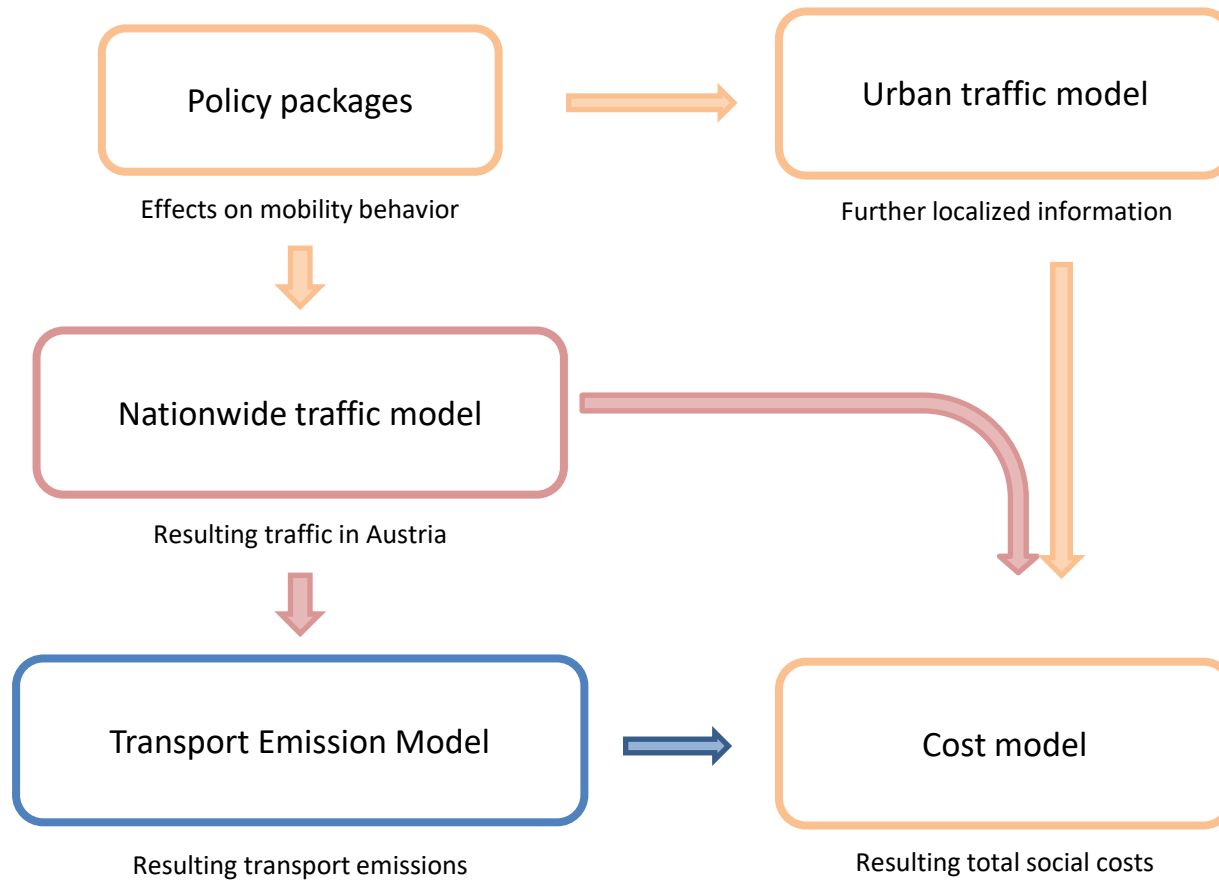 Policy packages
Urban traffic model
Effects on mobility behavior
Further localized information
Nationwide traffic model
Resulting traffic in Austria
Transport Emission Model
Cost model
Resulting transport emissions
Resulting total social costs